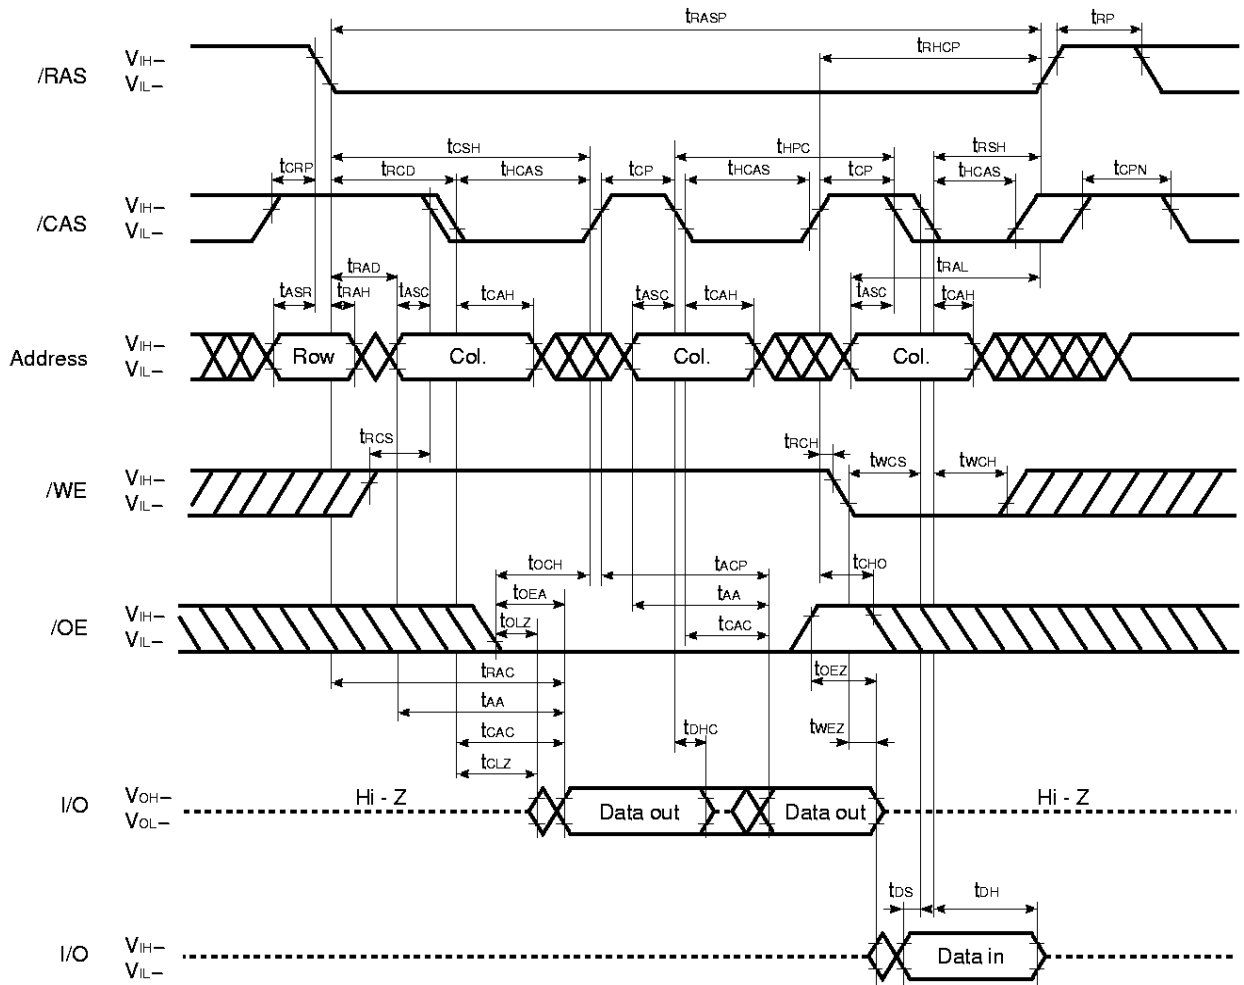 tRASP
tRP
tRHCP
/RAS VIH–
VIL–
tCSH tHPC tRSH
tCRP tRCD tHCAS tCP tHCAS tCP tHCAS tCPN
/CAS VIH–
VIL–
tRAD tRAL
tASR tRAH tASC tCAH tASC tCAH tASC tCAH
Address VIH–
VIL–
Row Col. Col. Col.
tRCS tRCH tWCS tWCH
/WE VIH–
VIL–
tOCH tACP tCHO
tOEA tAA
/OE VIH–
VIL–
tOLZ tCAC
tRAC tOEZ
tAA
tCAC tDHC tWEZ
tCLZ
I/O VOH–
VOL–
Hi - Z Data out Data out Hi - Z
tDS tDH
I/O VIH–
VIL–
Data in